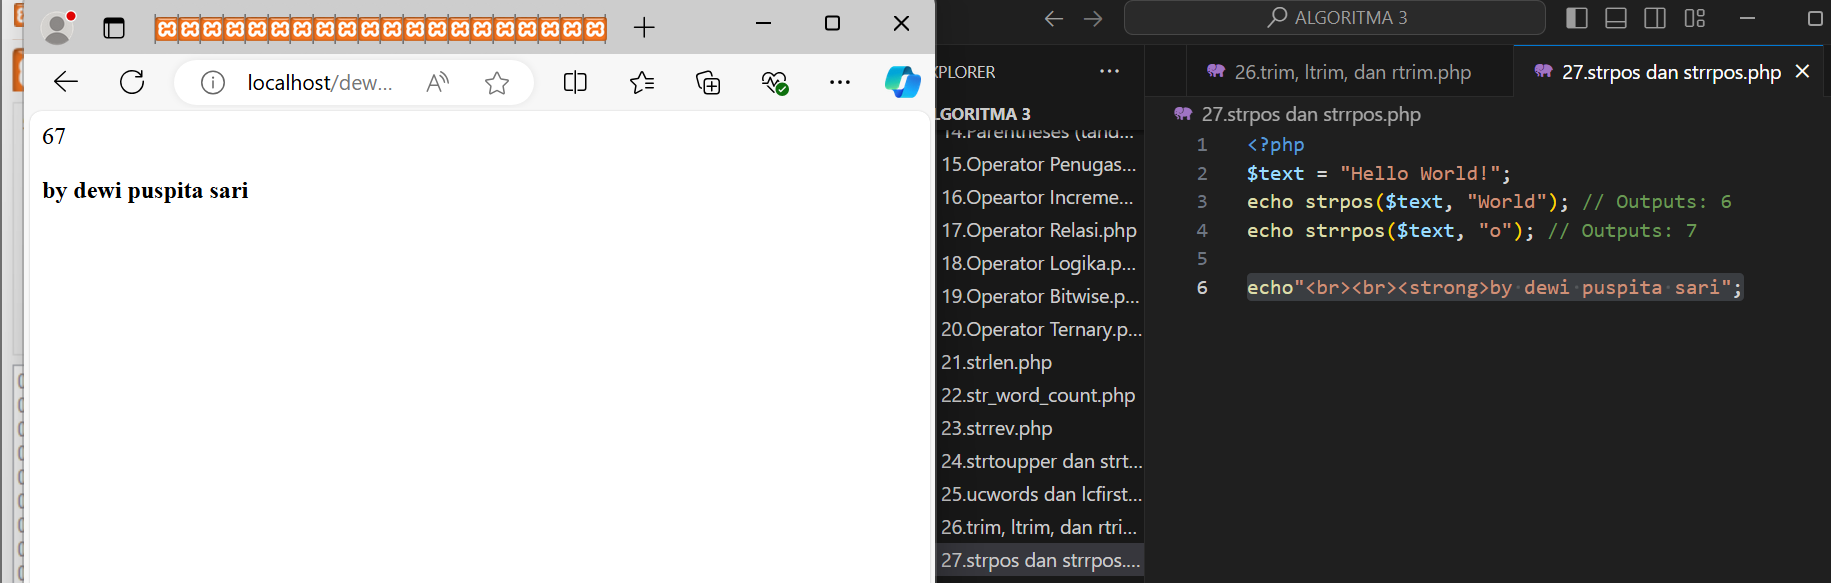 localhost/dew...
67
by dewi puspita sari
ALGORITMA 3
XPLORER
LGORITMA 3
14.Parentheses (tand...
15.Operator Penugas...
16.Opeartor Increme...
17.Operator Relasi.php
18.Operator Logika.p...
19.Operator Bitwise.p...
20.Operator Ternary.p...
21.strlen.php
22.str_word_count.php
23.strrev.php
24.strtoupper dan strt...
25.ucwords dan lcfirst...
26.trim, ltrim, dan rtri...
27.strpos dan strrpos....
26.trim, ltrim, dan rtrim.php
27.strpos dan strrpos.php
27.strpos dan strrpos.php
1 <?php
2 $text = "Hello World!";
3 echo strpos($text, "World"); // Outputs: 6
4 echo strrpos($text, "o"); // Outputs: 7
5
6 echo"<br><br><strong>by dewi puspita sari";